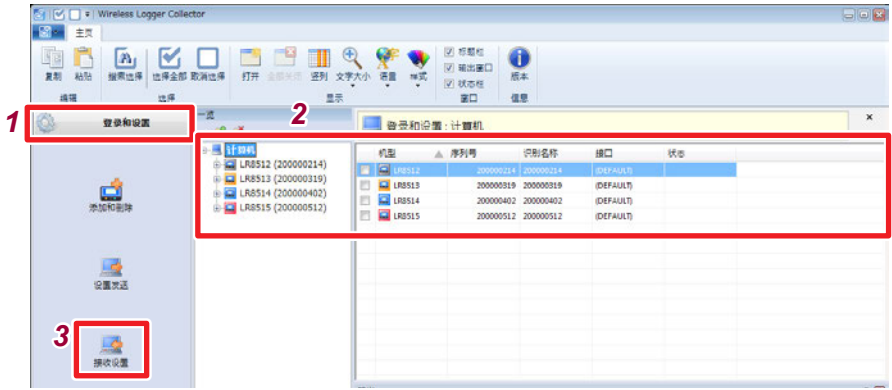 Wireless Logger Collector
主页
复制 粘贴 搜索选择 选择全部 取消选择 打开 全部关闭 竖列 文字大小 语言 样式 标题栏 输出窗口 状态栏 版本
编辑 选择 显示 窗口 信息
1 登录和设置
一览
2
登录和设置 : 计算机
×
计算机
LR8512 (200000214)
LR8513 (200000319)
LR8514 (200000402)
LR8515 (200000512)
机型 序列号 识别名称 接口 状态
LR8512 200000214 200000214 (DEFAULT)
LR8513 200000319 200000319 (DEFAULT)
LR8514 200000402 200000402 (DEFAULT)
LR8515 200000512 200000512 (DEFAULT)
添加和删除
设置发送
3
接收设置